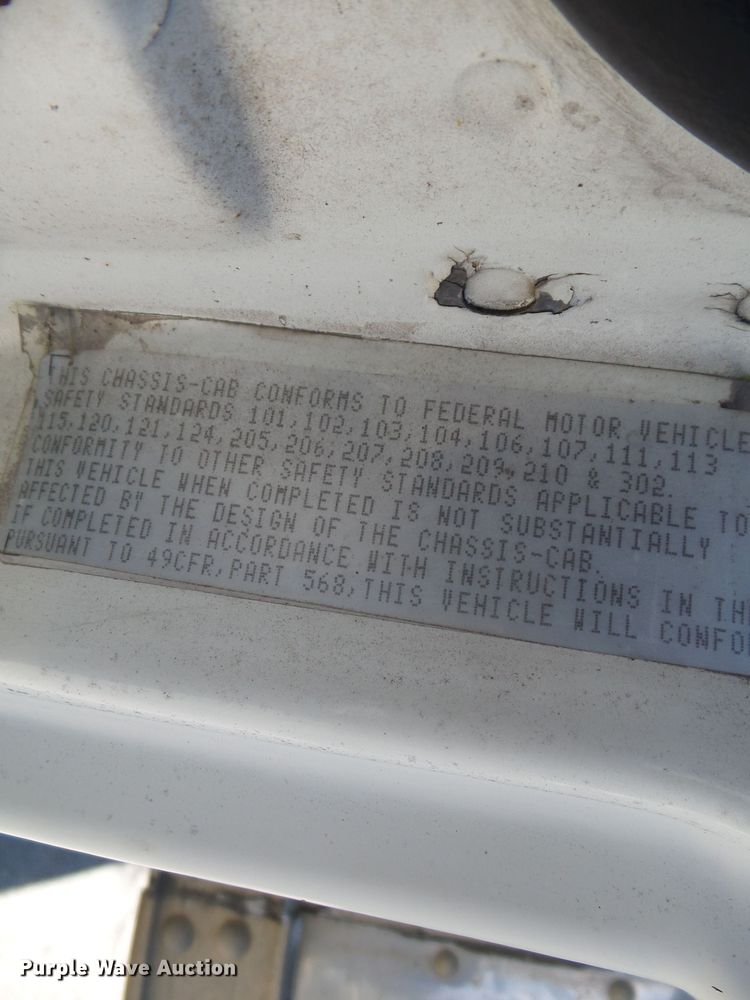 THIS CHASSIS-CAB CONFORMS TO FEDERAL MOTOR VEHICLE
SAFETY STANDARDS 101,102,103,104,106,107,111,113
115,120,121,124,205,206,207,208,209,210 & 302.
CONFORMITY TO OTHER SAFETY STANDARDS APPLICABLE TO
THIS VEHICLE WHEN COMPLETED IS NOT SUBSTANTIALLY
AFFECTED BY THE DESIGN OF THE CHASSIS-CAB.
IF COMPLETED IN ACCORDANCE WITH INSTRUCTIONS IN TH
PURSUANT TO 49CFR, PART 568, THIS VEHICLE WILL CONFO
Purple Wave Auction